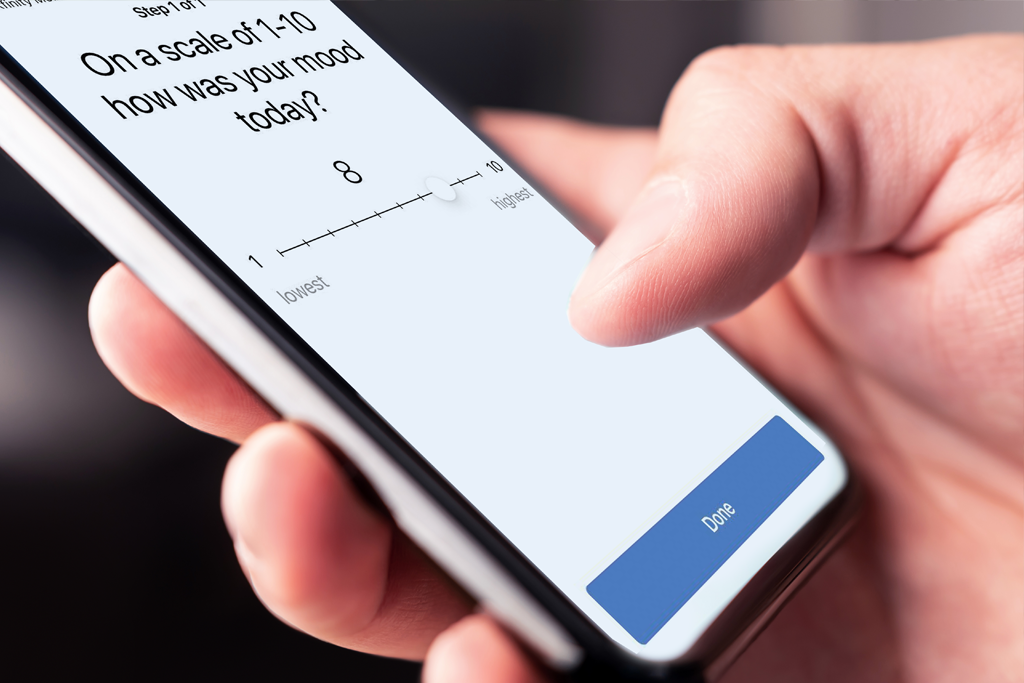 Step 1 of 1
On a scale of 1-10
how was your mood
today?
8
1
10
lowest
highest
Done